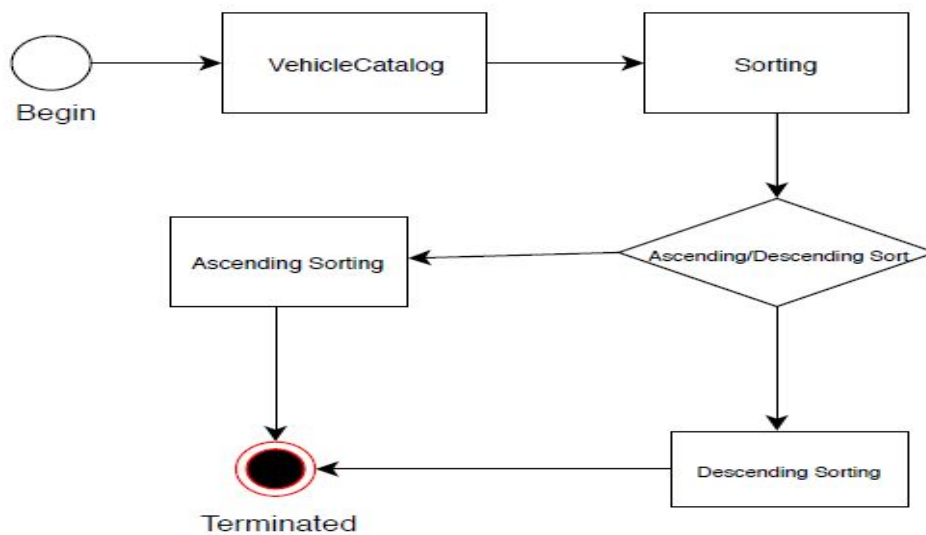 Begin
VehicleCatalog
Sorting
Ascending/Descending Sort
Ascending Sorting
Descending Sorting
Terminated